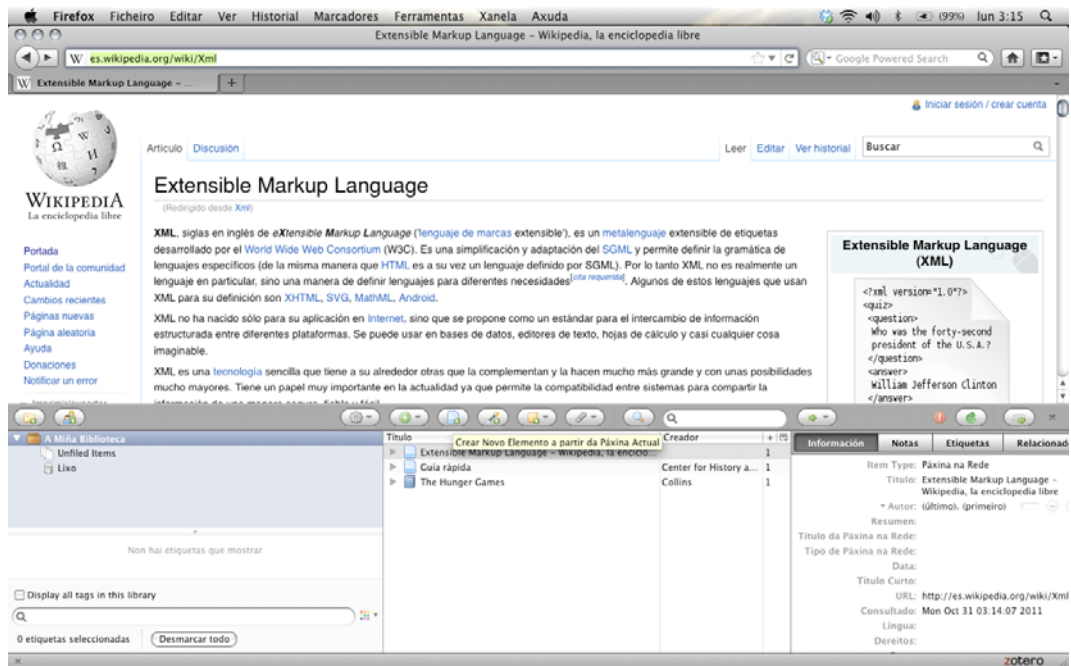 Firefox Ficheiro Editar Ver Historial Marcadores Ferramentas Xanela Axuda (99%) lun 3:15
Extensible Markup Language – Wikipedia, la enciclopedia libre
es.wikipedia.org/wiki/Xml Google Powered Search
Extensible Markup Language – ...
Iniciar sesión / crear cuenta
Artículo Discusión Leer Editar Ver historial Buscar
WIKIPEDIA
La enciclopedia libre
Portada
Portal de la comunidad
Actualidad
Cambios recientes
Páginas nuevas
Página aleatoria
Ayuda
Donaciones
Notificar un error
Extensible Markup Language
(Redirigido desde Xml)
XML, siglas en inglés de eXtensible Markup Language ('lenguaje de marcas extensible'), es un metalenguaje extensible de etiquetas
desarrollado por el World Wide Web Consortium (W3C). Es una simplificación y adaptación del SGML y permite definir la gramática de
lenguajes específicos (de la misma manera que HTML es a su vez un lenguaje definido por SGML). Por lo tanto XML no es realmente un
lenguaje en particular, sino una manera de definir lenguajes para diferentes necesidades[cita requerida]. Algunos de estos lenguajes que usan
XML para su definición son XHTML, SVG, MathML, Android.
XML no ha nacido sólo para su aplicación en Internet, sino que se propone como un estándar para el intercambio de información
estructurada entre diferentes plataformas. Se puede usar en bases de datos, editores de texto, hojas de cálculo y casi cualquier cosa
imaginable.
XML es una tecnología sencilla que tiene a su alrededor otras que la complementan y la hacen mucho más grande y con unas posibilidades
mucho mayores. Tiene un papel muy importante en la actualidad ya que permite la compatibilidad entre sistemas para compartir la
Extensible Markup Language
(XML)
<?xml version="1.0"?>
<quiz>
<question>
Who was the forty-second
president of the U.S.A.?
</question>
<answer>
William Jefferson Clinton
</answer>
A Miña Biblioteca
Unfiled Items
Lixo
Non hai etiquetas que mostrar
Display all tags in this library
0 etiquetas seleccionadas Desmarcar todo
Título Creador
Crear Novo Elemento a partir da Páxina Actual
Extensible Markup Language – Wikipedia, la enciclo... 1
Guía rápida Center for History a... 1
The Hunger Games Collins 1
Información Notas Etiquetas Relacionad
Item Type: Páxina na Rede
Título: Extensible Markup Language –
Wikipedia, la enciclopedia libre
Autor: (último), (primeiro)
Resumen:
Título da Páxina na Rede:
Tipo de Páxina na Rede:
Data:
Título Curto:
URL: http://es.wikipedia.org/wiki/Xml
Consultado: Mon Oct 31 03:14:07 2011
Lingua:
Dereitos:
zotero